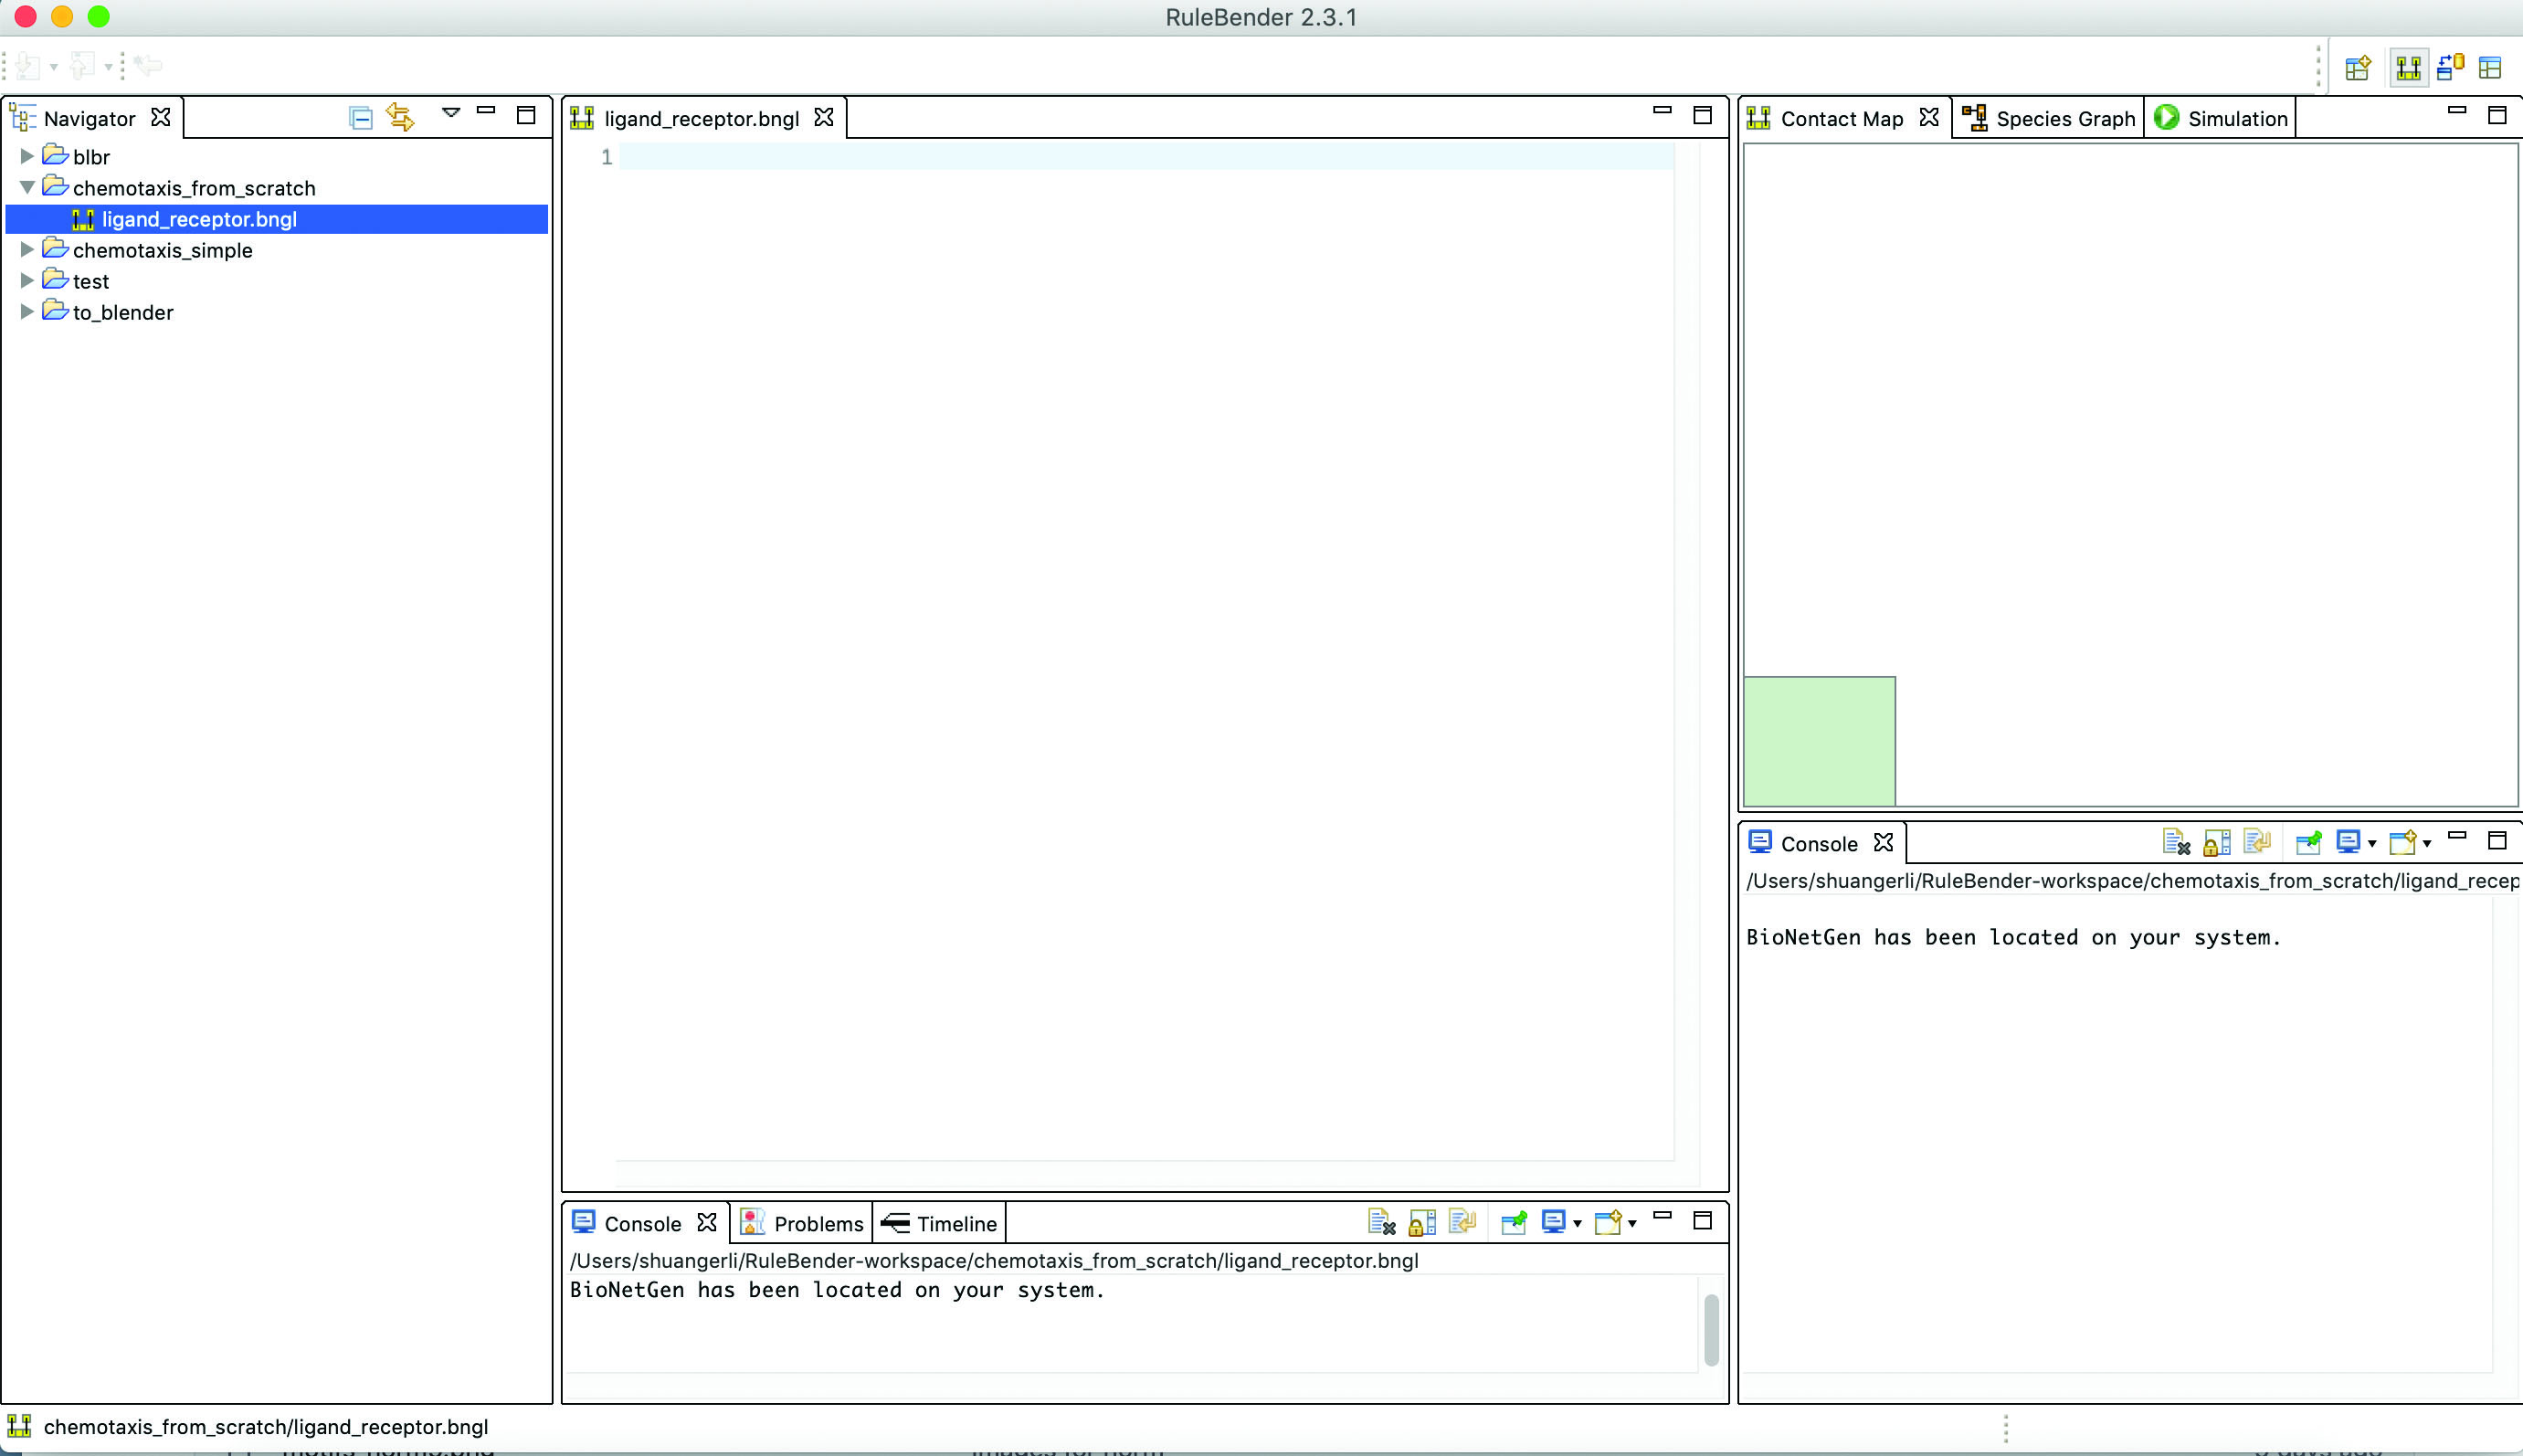 RuleBender 2.3.1
Navigator
blbr
chemotaxis_from_scratch
ligand_receptor.bngl
chemotaxis_simple
test
to_blender
ligand_receptor.bngl
1
Contact Map
Species Graph
Simulation
Console
/Users/shuangerli/RuleBender-workspace/chemotaxis_from_scratch/ligand_recep
BioNetGen has been located on your system.
Console
Problems
Timeline
/Users/shuangerli/RuleBender-workspace/chemotaxis_from_scratch/ligand_receptor.bngl
BioNetGen has been located on your system.
chemotaxis_from_scratch/ligand_receptor.bngl